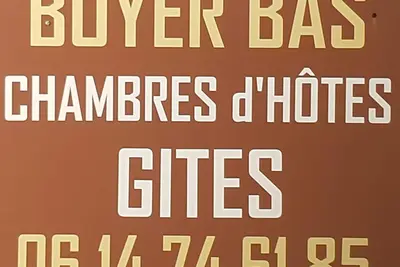 BOYER BAS
CHAMBRES d'HÔTES
GITES
06 14 74 61 85